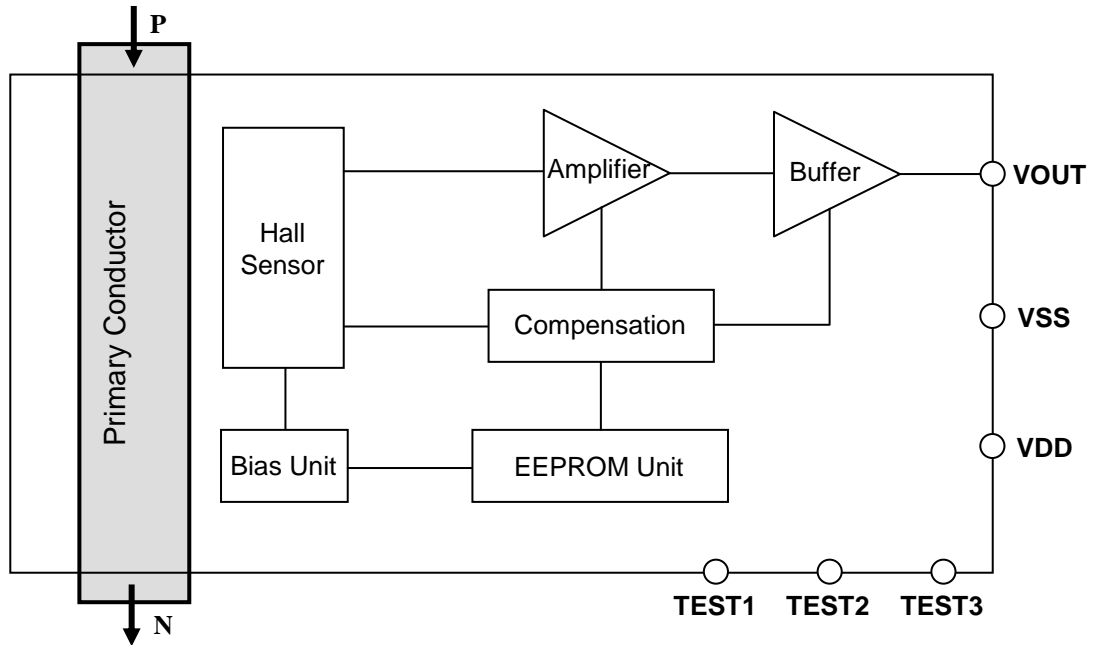 P
Primary Conductor
Hall
Sensor
Amplifier
Buffer
VOUT
Compensation
VSS
Bias Unit
EEPROM Unit
VDD
TEST1
TEST2
TEST3
N